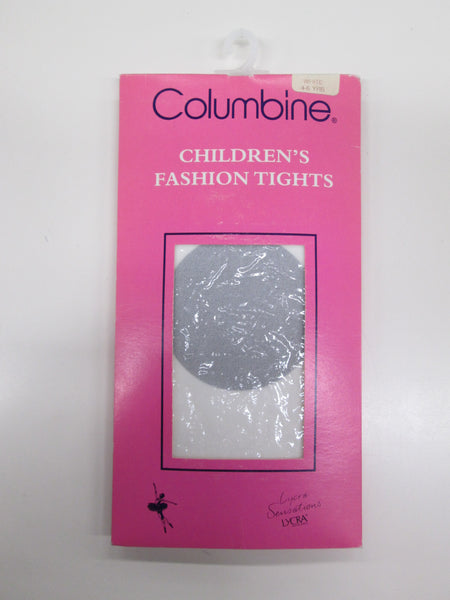 WHITE
4-6 YRS
Columbine®
CHILDREN'S
FASHION TIGHTS
Lycra
Sensations
LYCRA